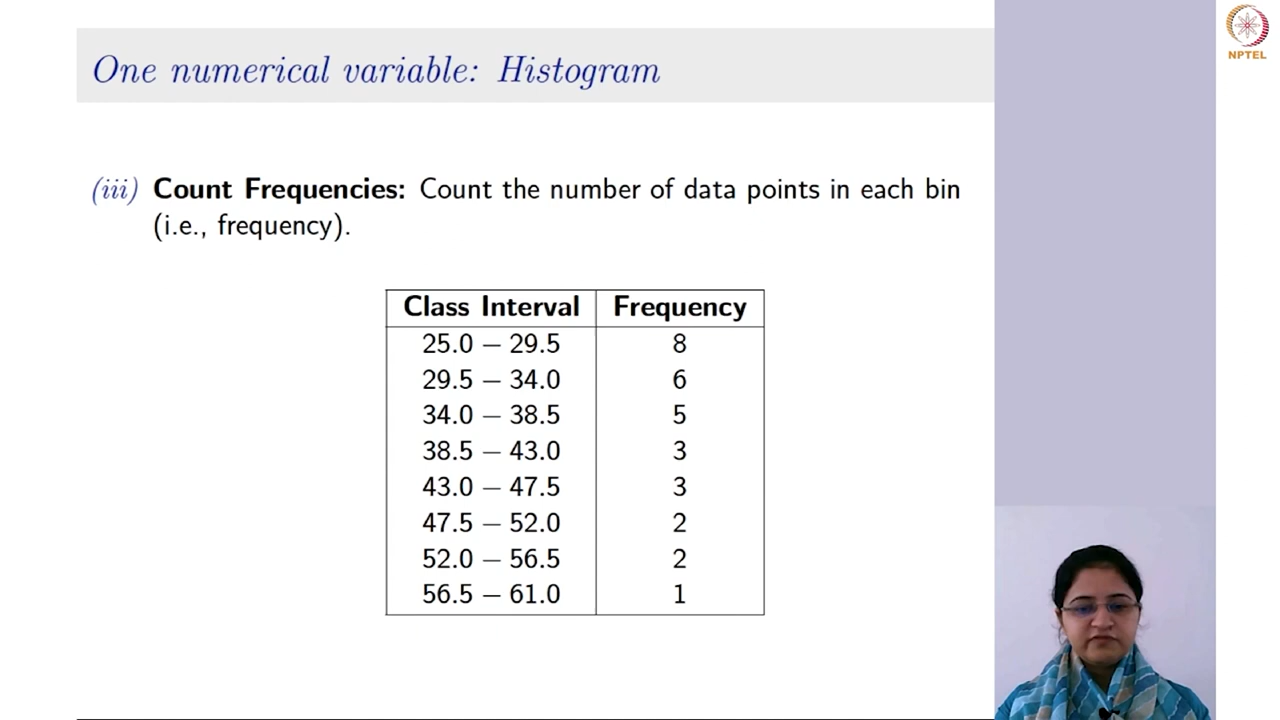 One numerical variable: Histogram
NPTEL
(iii) Count Frequencies: Count the number of data points in each bin
(i.e., frequency).
Class Interval Frequency
25.0 – 29.5 8
29.5 – 34.0 6
34.0 – 38.5 5
38.5 – 43.0 3
43.0 – 47.5 3
47.5 – 52.0 2
52.0 – 56.5 2
56.5 – 61.0 1